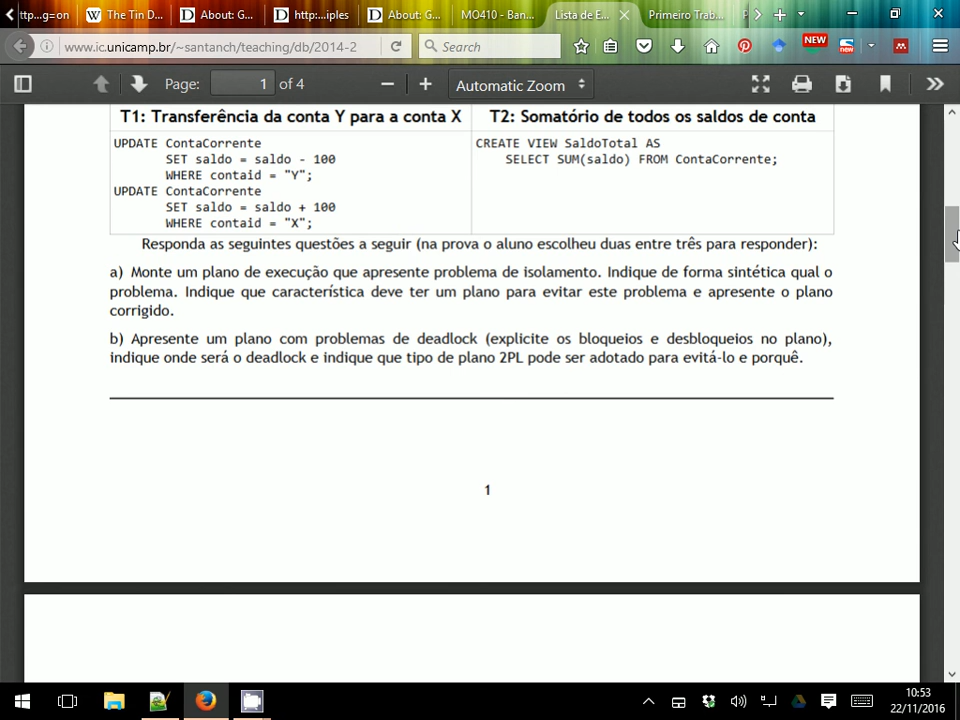 ttp...g=on
The Tin D...
About: G...
http:...iples
About: G...
MO410 - Ban...
Lista de E...
Primeiro Trab...
www.ic.unicamp.br/~santanch/teaching/db/2014-2
Search
NEW
new
Page: 1 of 4
Automatic Zoom
T1: Transferência da conta Y para a conta X
T2: Somatório de todos os saldos de conta
UPDATE ContaCorrente
SET saldo = saldo - 100
WHERE contaid = "Y";
UPDATE ContaCorrente
SET saldo = saldo + 100
WHERE contaid = "X";
CREATE VIEW SaldoTotal AS
SELECT SUM(saldo) FROM ContaCorrente;
Responda as seguintes questões a seguir (na prova o aluno escolheu duas entre três para responder):
a) Monte um plano de execução que apresente problema de isolamento. Indique de forma sintética qual o
problema. Indique que característica deve ter um plano para evitar este problema e apresente o plano
corrigido.
b) Apresente um plano com problemas de deadlock (explicite os bloqueios e desbloqueios no plano),
indique onde será o deadlock e indique que tipo de plano 2PL pode ser adotado para evitá-lo e porquê.
1
10:53
22/11/2016